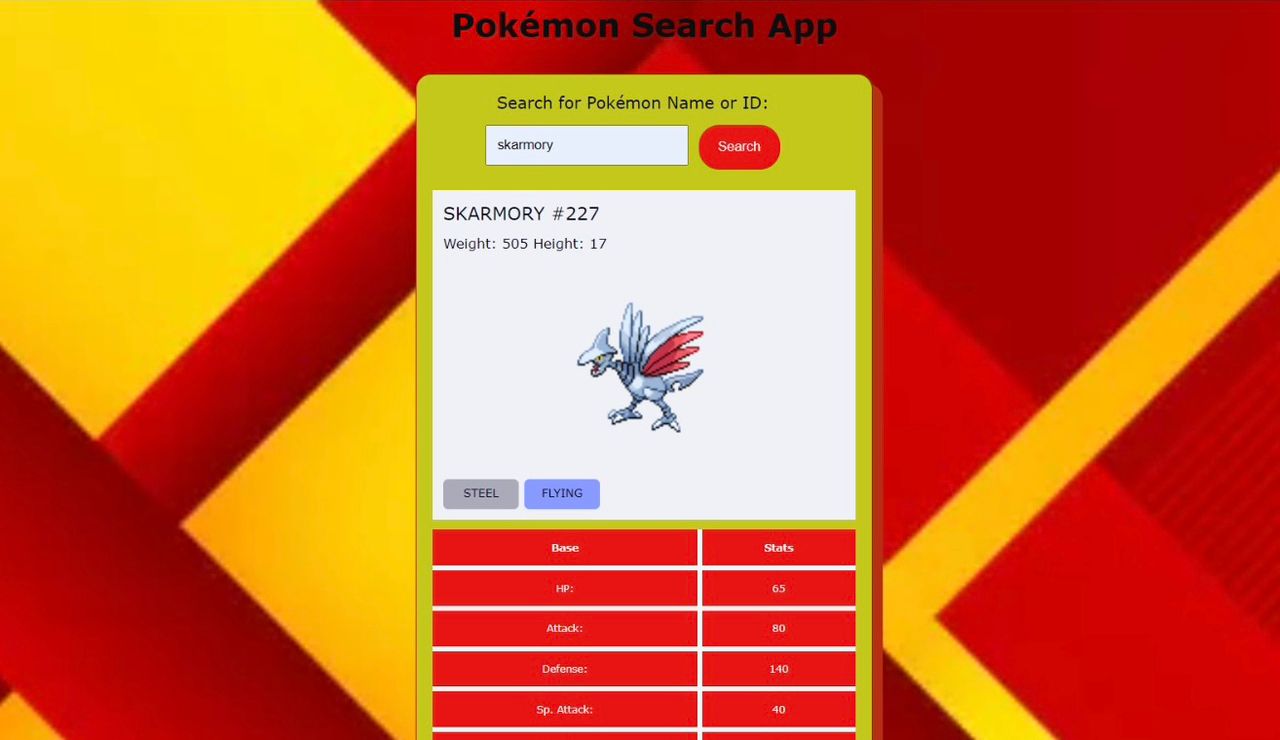 Pokémon Search App
Search for Pokémon Name or ID:
skarmory
Search
SKARMORY #227
Weight: 505 Height: 17
STEEL FLYING
Base Stats
HP: 65
Attack: 80
Defense: 140
Sp. Attack: 40